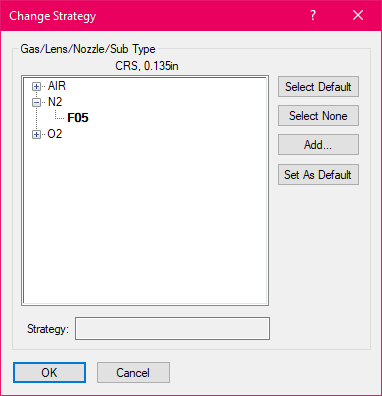 Change Strategy
Gas/Lens/Nozzle/Sub Type
CRS, 0.135in
AIR
N2
F05
O2
Select Default
Select None
Add...
Set As Default
Strategy:
OK
Cancel